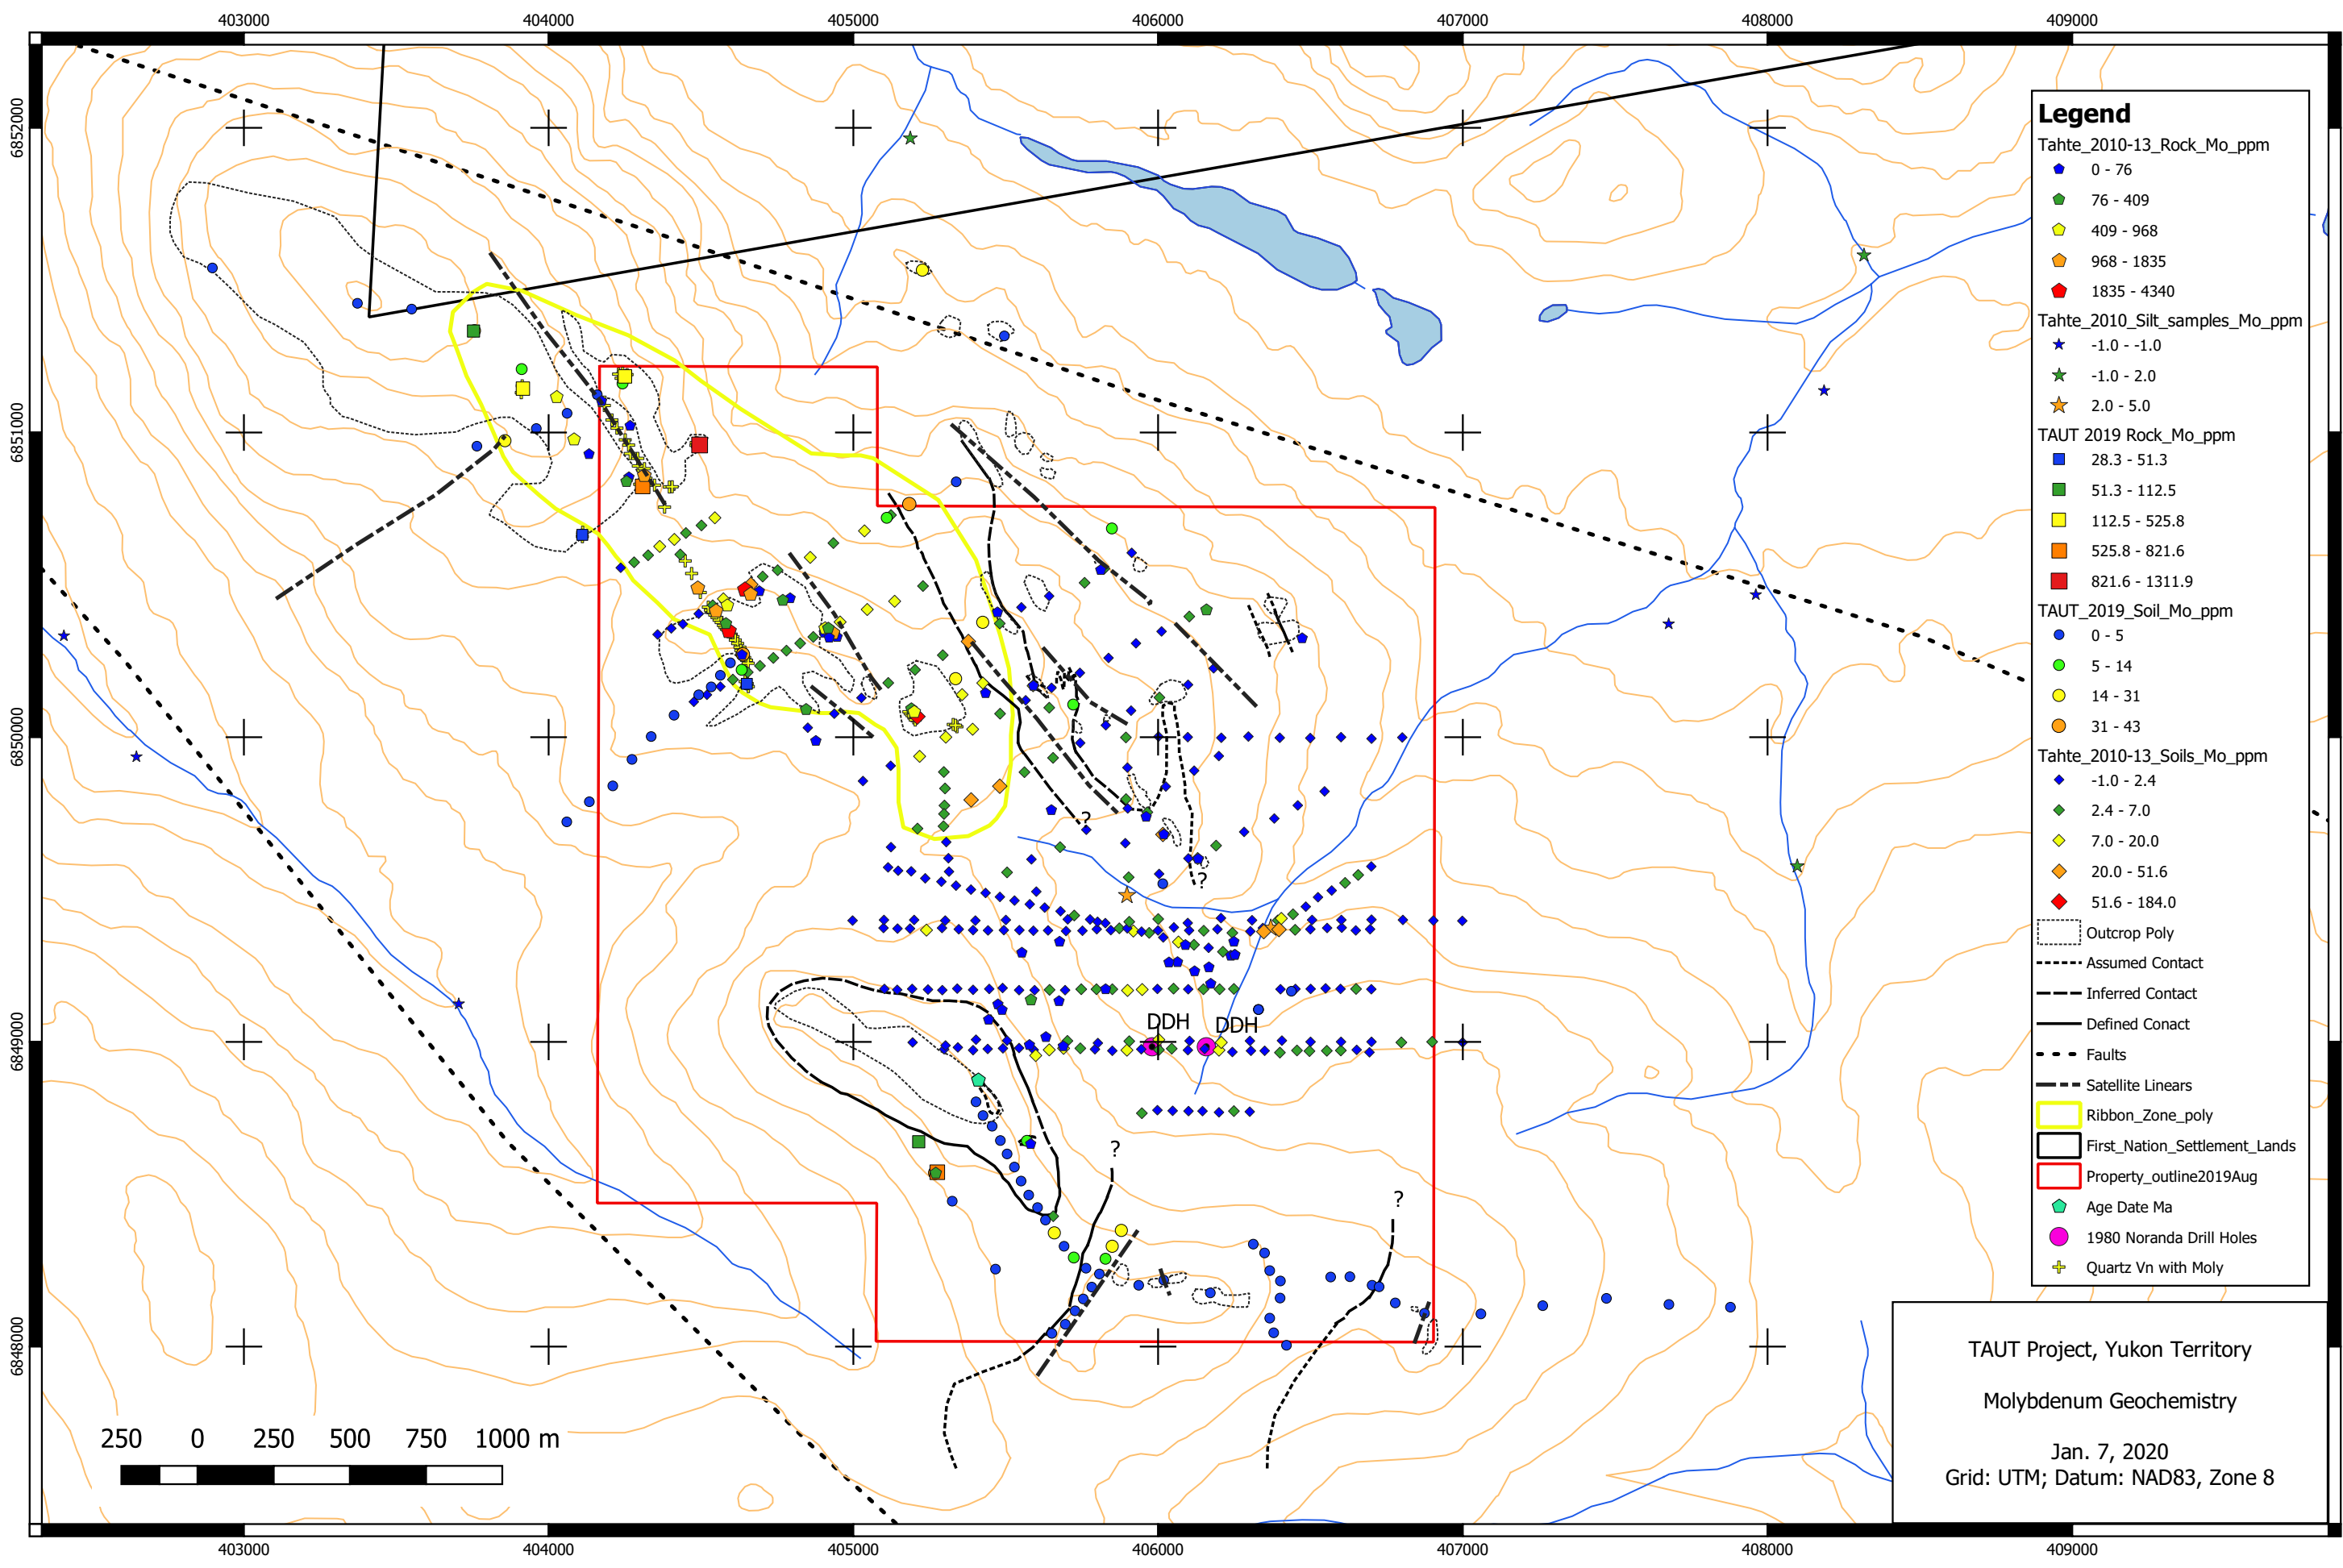 403000 404000 405000 406000 407000 408000 409000
6852000
6851000
6850000
6849000
6848000
Legend
Tahte_2010-13_Rock_Mo_ppm
0 - 76
76 - 409
409 - 968
968 - 1835
1835 - 4340
Tahte_2010_Silt_samples_Mo_ppm
-1.0 - -1.0
-1.0 - 2.0
2.0 - 5.0
TAUT 2019 Rock_Mo_ppm
28.3 - 51.3
51.3 - 112.5
112.5 - 525.8
525.8 - 821.6
821.6 - 1311.9
TAUT_2019_Soil_Mo_ppm
0 - 5
5 - 14
14 - 31
31 - 43
Tahte_2010-13_Soils_Mo_ppm
-1.0 - 2.4
2.4 - 7.0
7.0 - 20.0
20.0 - 51.6
51.6 - 184.0
Outcrop Poly
Assumed Contact
Inferred Contact
Defined Conact
Faults
Satellite Linears
Ribbon_Zone_poly
First_Nation_Settlement_Lands
Property_outline2019Aug
Age Date Ma
1980 Noranda Drill Holes
Quartz Vn with Moly
?
?
DDH DDH
?
?
250 0 250 500 750 1000 m
TAUT Project, Yukon Territory
Molybdenum Geochemistry
Jan. 7, 2020
Grid: UTM; Datum: NAD83, Zone 8
403000 404000 405000 406000 407000 408000 409000